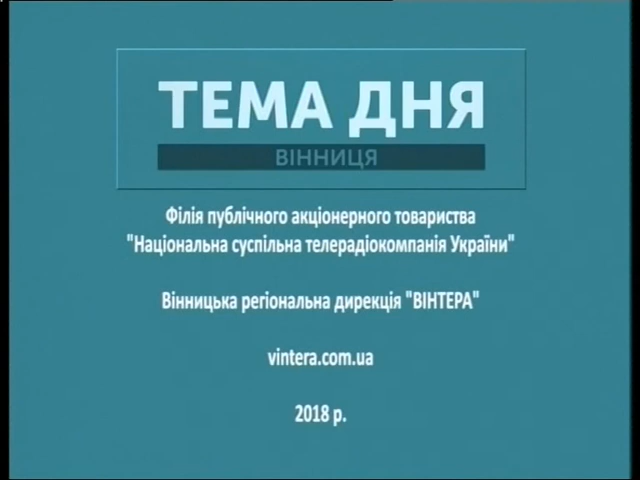 ТЕМА ДНЯ
ВІННИЦЯ
Філія публічного акціонерного товариства
"Національна суспільна телерадіокомпанія України"
Вінницька регіональна дирекція "ВІНТЕРА"
vintera.com.ua
2018 р.